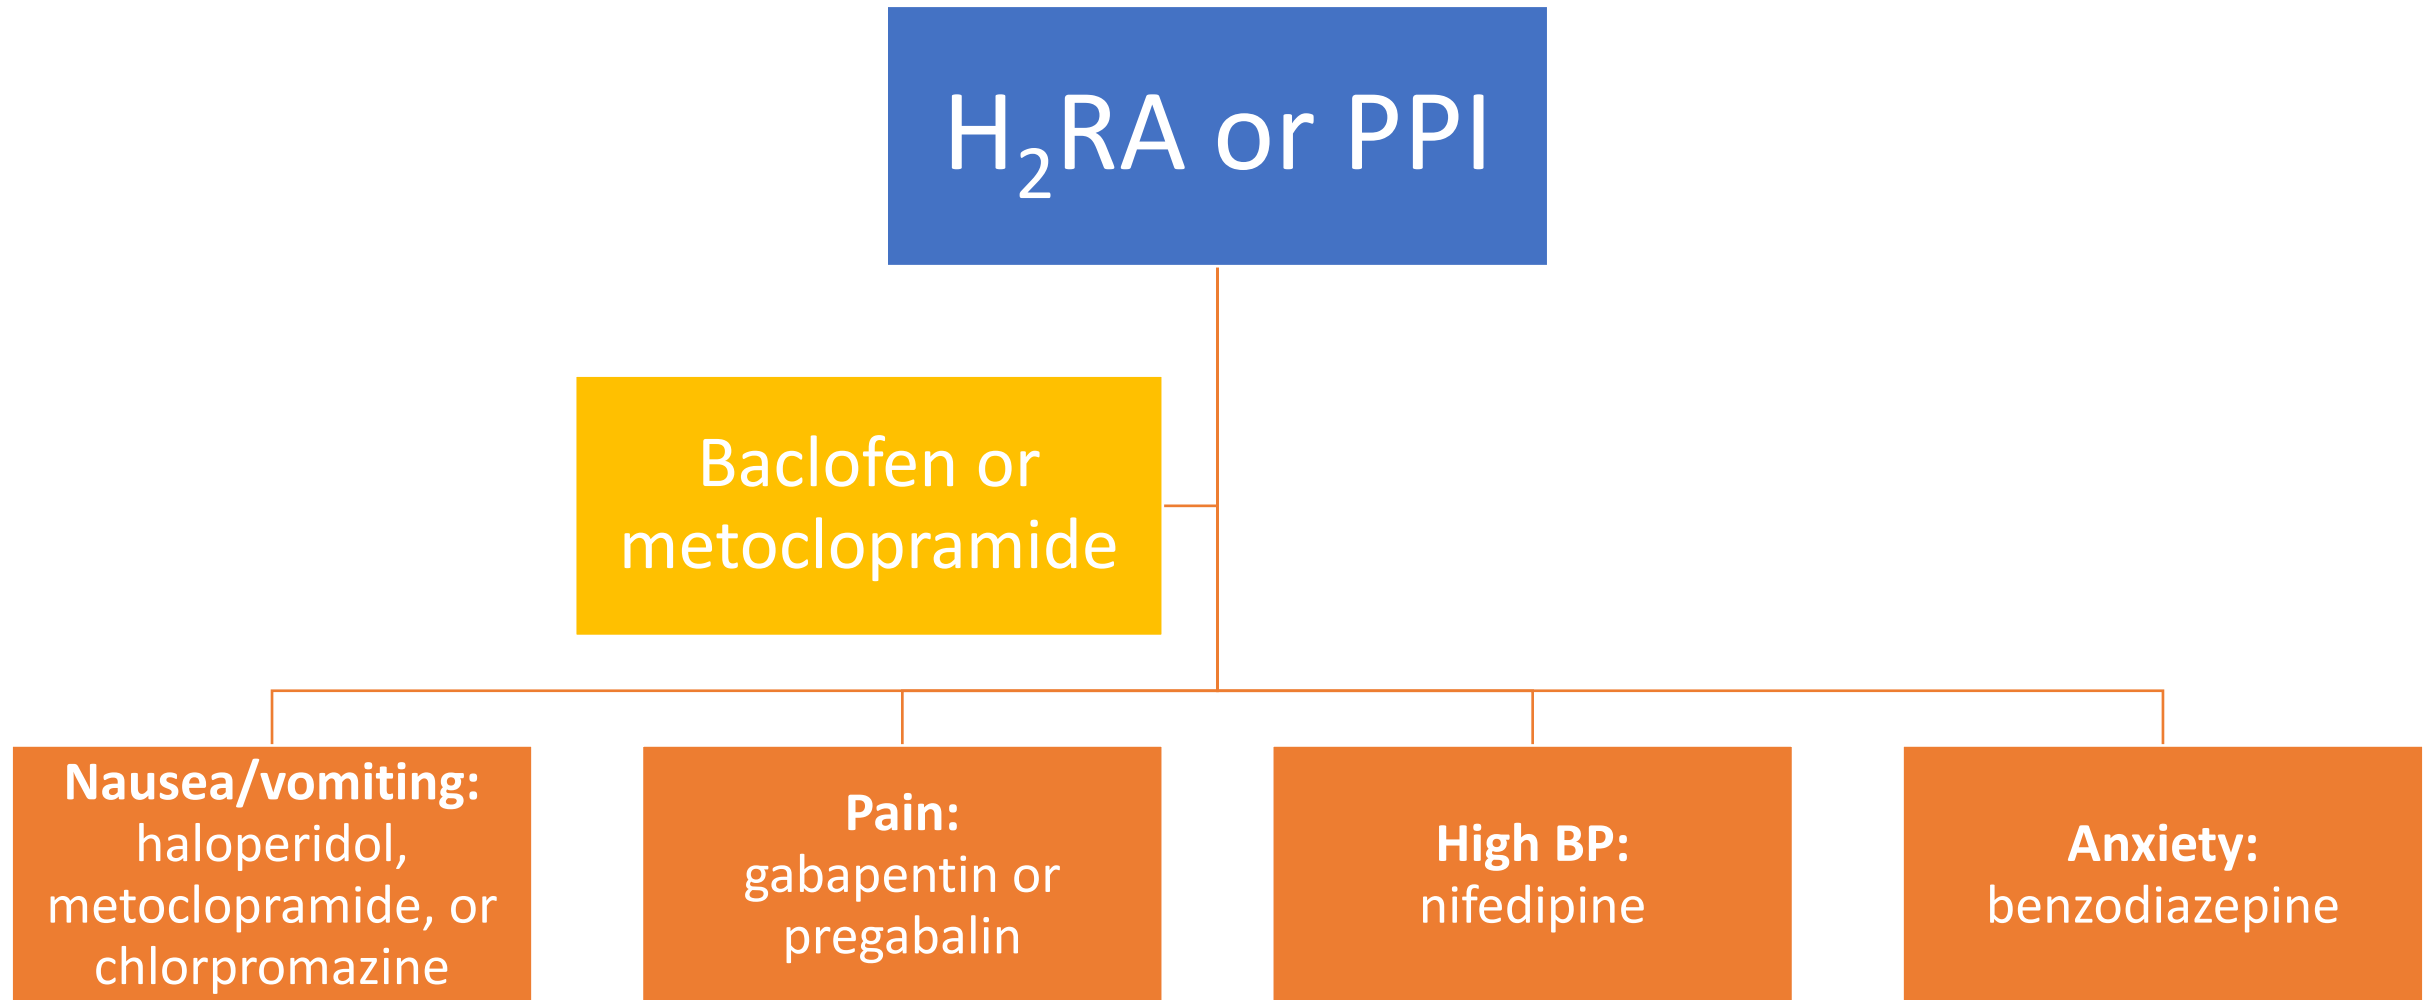 H₂RA or PPI
Baclofen or
metoclopramide
Nausea/vomiting:
haloperidol,
metoclopramide, or
chlorpromazine
Pain:
gabapentin or
pregabalin
High BP:
nifedipine
Anxiety:
benzodiazepine